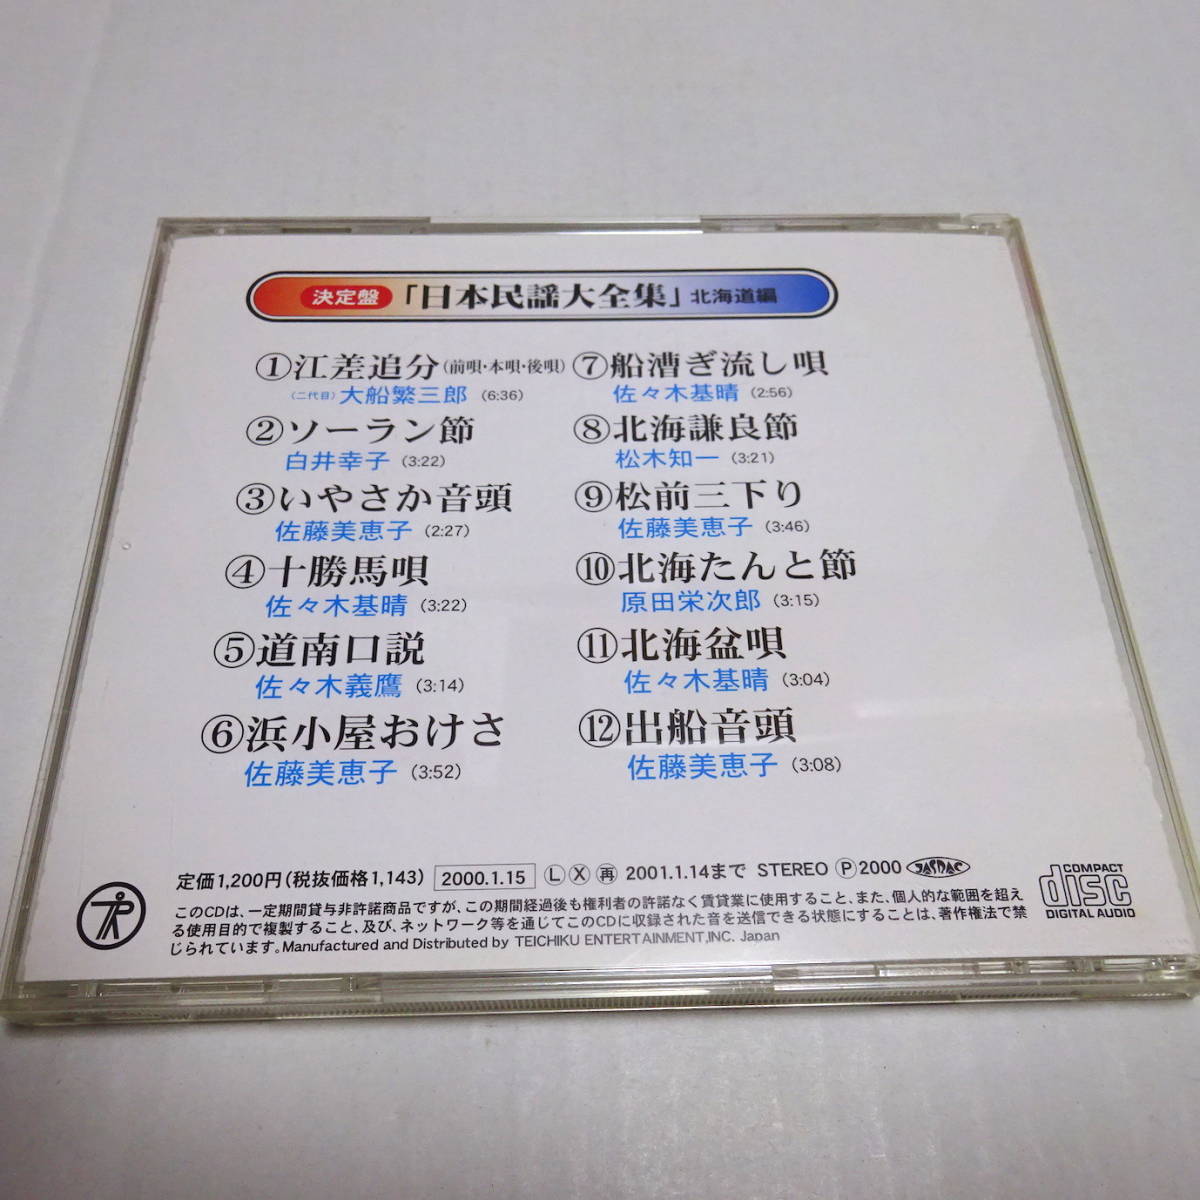 決定盤「日本民謡大全集」北海道編
①江差追分(前唄・本唄・後唄)
(二代目)大船繁三郎(6:36)
②ソーラン節
白井幸子(3:22)
③いやさか音頭
佐藤美恵子(2:27)
④十勝馬唄
佐々木基晴(3:22)
⑤道南口説
佐々木義鷹(3:14)
⑥浜小屋おけさ
佐藤美恵子(3:52)
⑦船漕ぎ流し唄
佐々木基晴(2:56)
⑧北海謙良節
松木知一(3:21)
⑨松前三下り
佐藤美恵子(3:46)
⑩北海たんと節
原田栄次郎(3:15)
⑪北海盆唄
佐々木基晴(3:04)
⑫出船音頭
佐藤美恵子(3:08)
定価1,200円(税抜価格1,143) 2000.1.15 Ⓛ Ⓧ 再 2001.1.14まで STEREO Ⓟ2000 JASRAC
このCDは、一定期間貸与非許諾商品ですが、この期間経過後も権利者の許諾なく賃貸業に使用すること、また、個人的な範囲を超え
る使用目的で複製すること、及び、ネットワーク等を通じてこのCDに収録された音を送信できる状態にすることは、著作権法で禁
じられています。Manufactured and Distributed by TEICHIKU ENTERTAINMENT,INC. Japan
COMPACT
disc
DIGITAL AUDIO